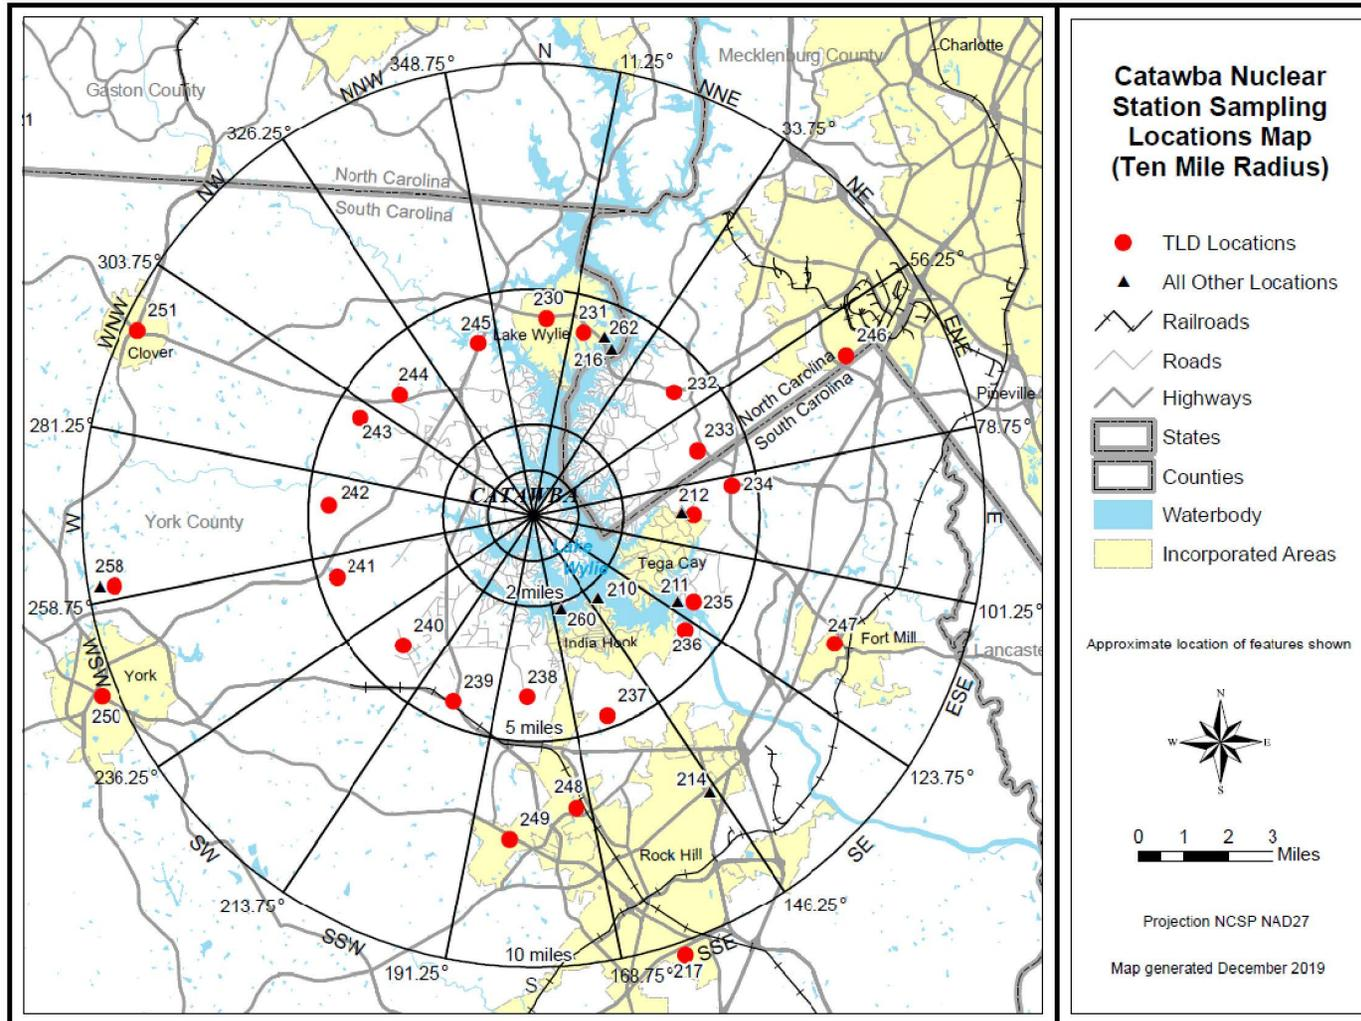 N
348.75°
11.25°
Mecklenburg County
Charlotte
NNW
NNE
Gaston County
21
326.25°
33.75°
North Carolina
South Carolina
NW
NE
303.75°
56.25°
251
WNW
Clover
230
231
262
245
Lake Wylie
216
246
ENE
244
232
North Carolina
South Carolina
Pineville
243
281.25°
233
78.75°
CATAWBA
242
212
234
W
York County
E
Lake
Wylie
Tega Cay
258
241
2 miles
210
211
235
258.75°
260
101.25°
240
India Hook
236
247
Fort Mill
Lancaste
WSW
York
239
238
237
ESE
250
5 miles
236.25°
123.75°
248
214
249
SW
Rock Hill
SE
213.75°
146.25°
SSW
10 miles
SSE
191.25°
S
168.75°
217
Catawba Nuclear
Station Sampling
Locations Map
(Ten Mile Radius)
TLD Locations
All Other Locations
Railroads
Roads
Highways
States
Counties
Waterbody
Incorporated Areas
Approximate location of features shown
N
W
E
S
0 1 2 3
Miles
Projection NCSP NAD27
Map generated December 2019